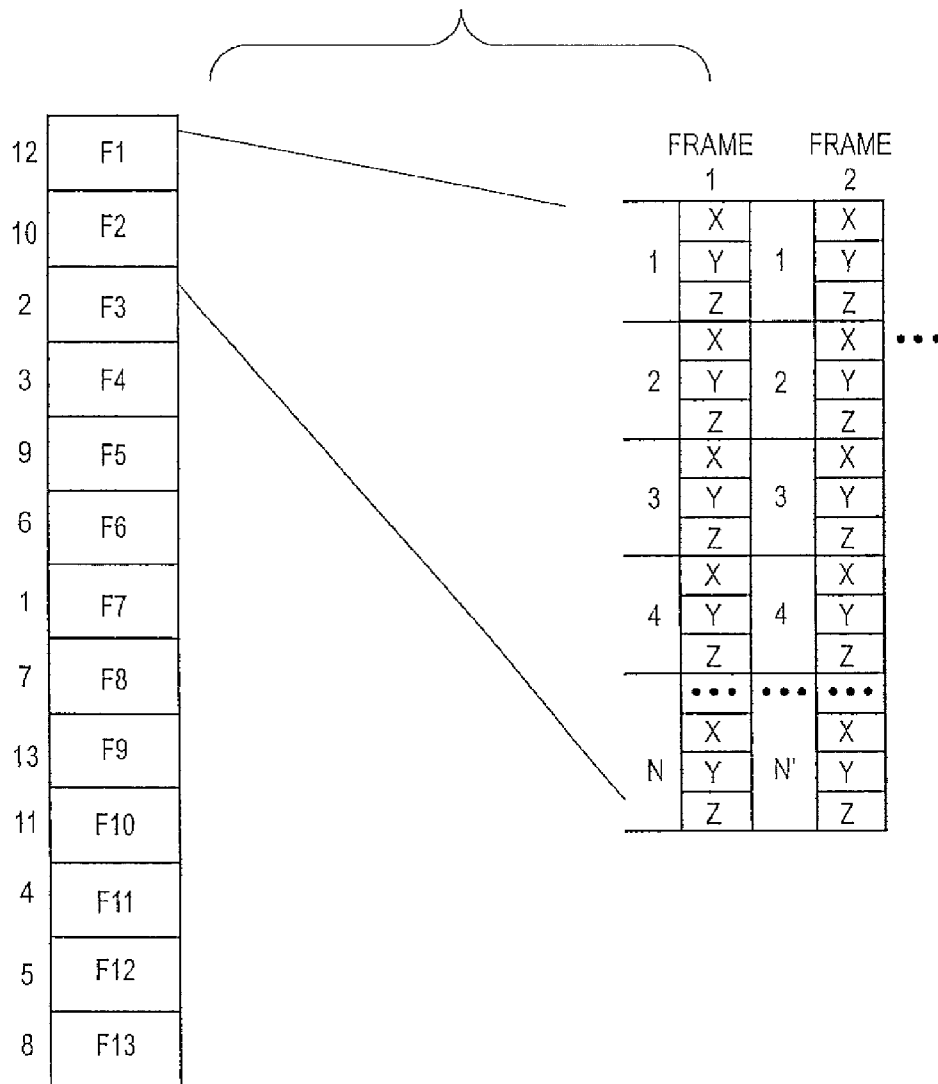 12 F1
10 F2
2 F3
3 F4
9 F5
6 F6
1 F7
7 F8
13 F9
11 F10
4 F11
5 F12
8 F13
FRAME FRAME
1 2
X X
1 Y 1 Y
Z Z
X X •••
2 Y 2 Y
Z Z
X X
3 Y 3 Y
Z Z
X X
4 Y 4 Y
Z Z
••• ••• •••
X X
N Y N' Y
Z Z